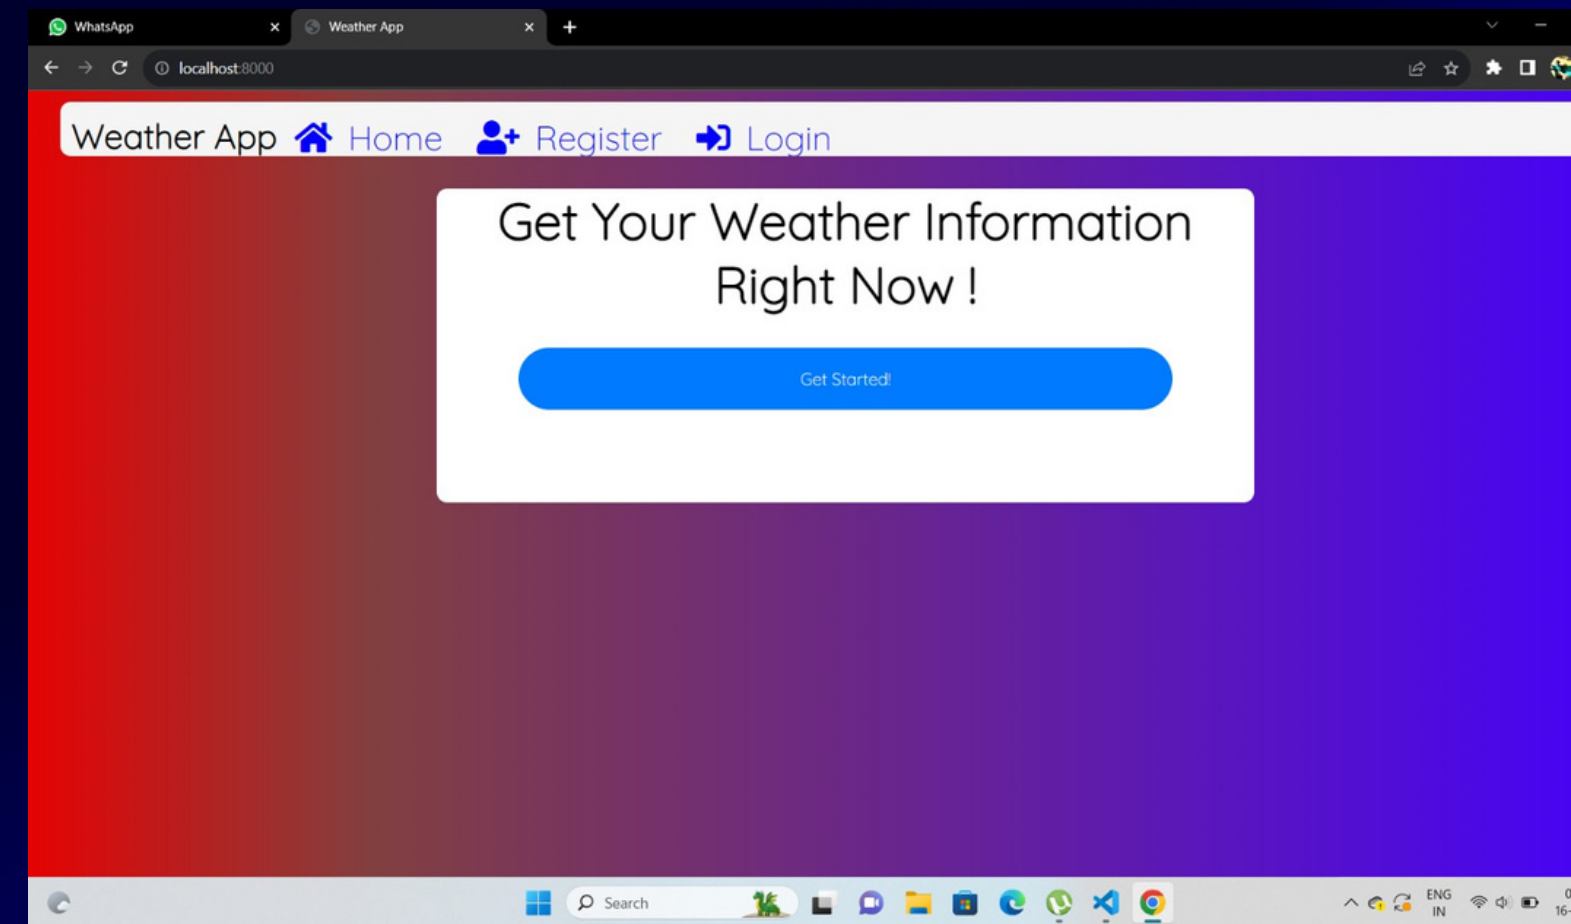 WhatsApp
Weather App
localhost:8000
Weather App Home Register Login
Get Your Weather Information
Right Now !
Get Started!
Search
ENG
IN